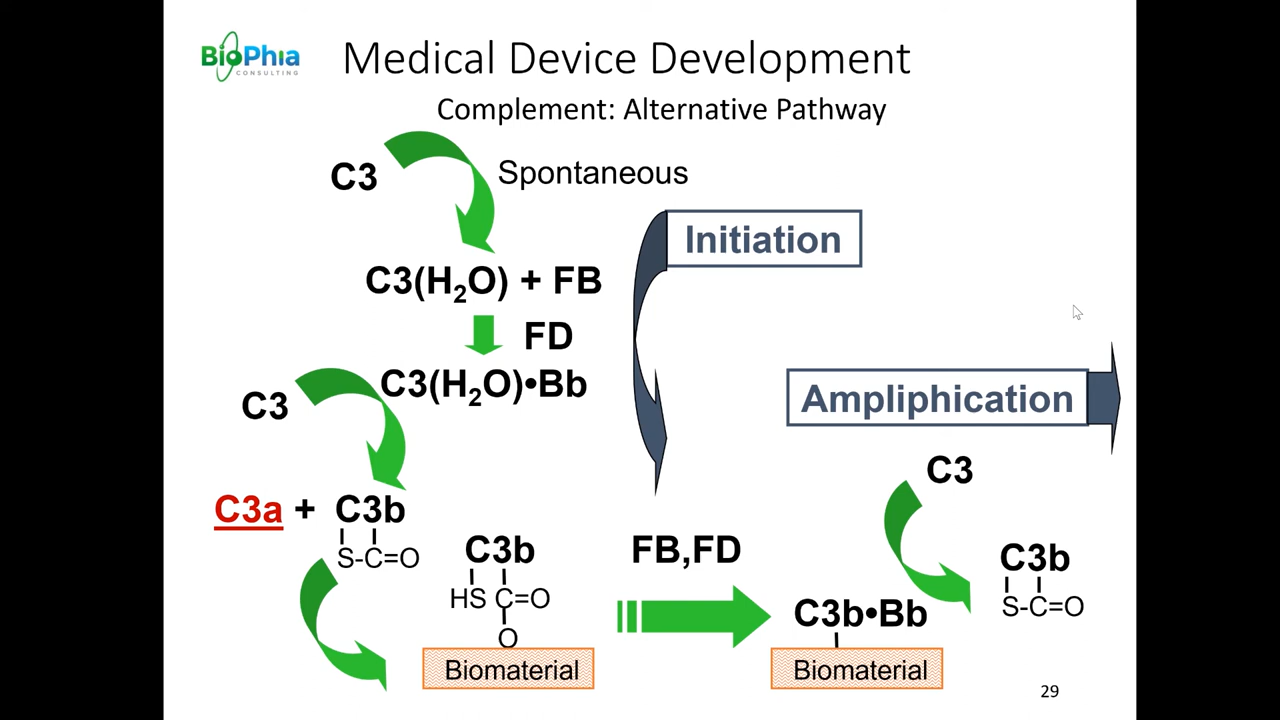 BioPhia
CONSULTING
Medical Device Development
Complement: Alternative Pathway
C3
Spontaneous
Initiation
C3(H₂O) + FB
FD
C3(H₂O)•Bb
C3
Ampliphication
C3
C3a + C3b
S-C=O
C3b
HS C=O
O
Biomaterial
FB,FD
C3b•Bb
Biomaterial
C3b
S-C=O
29